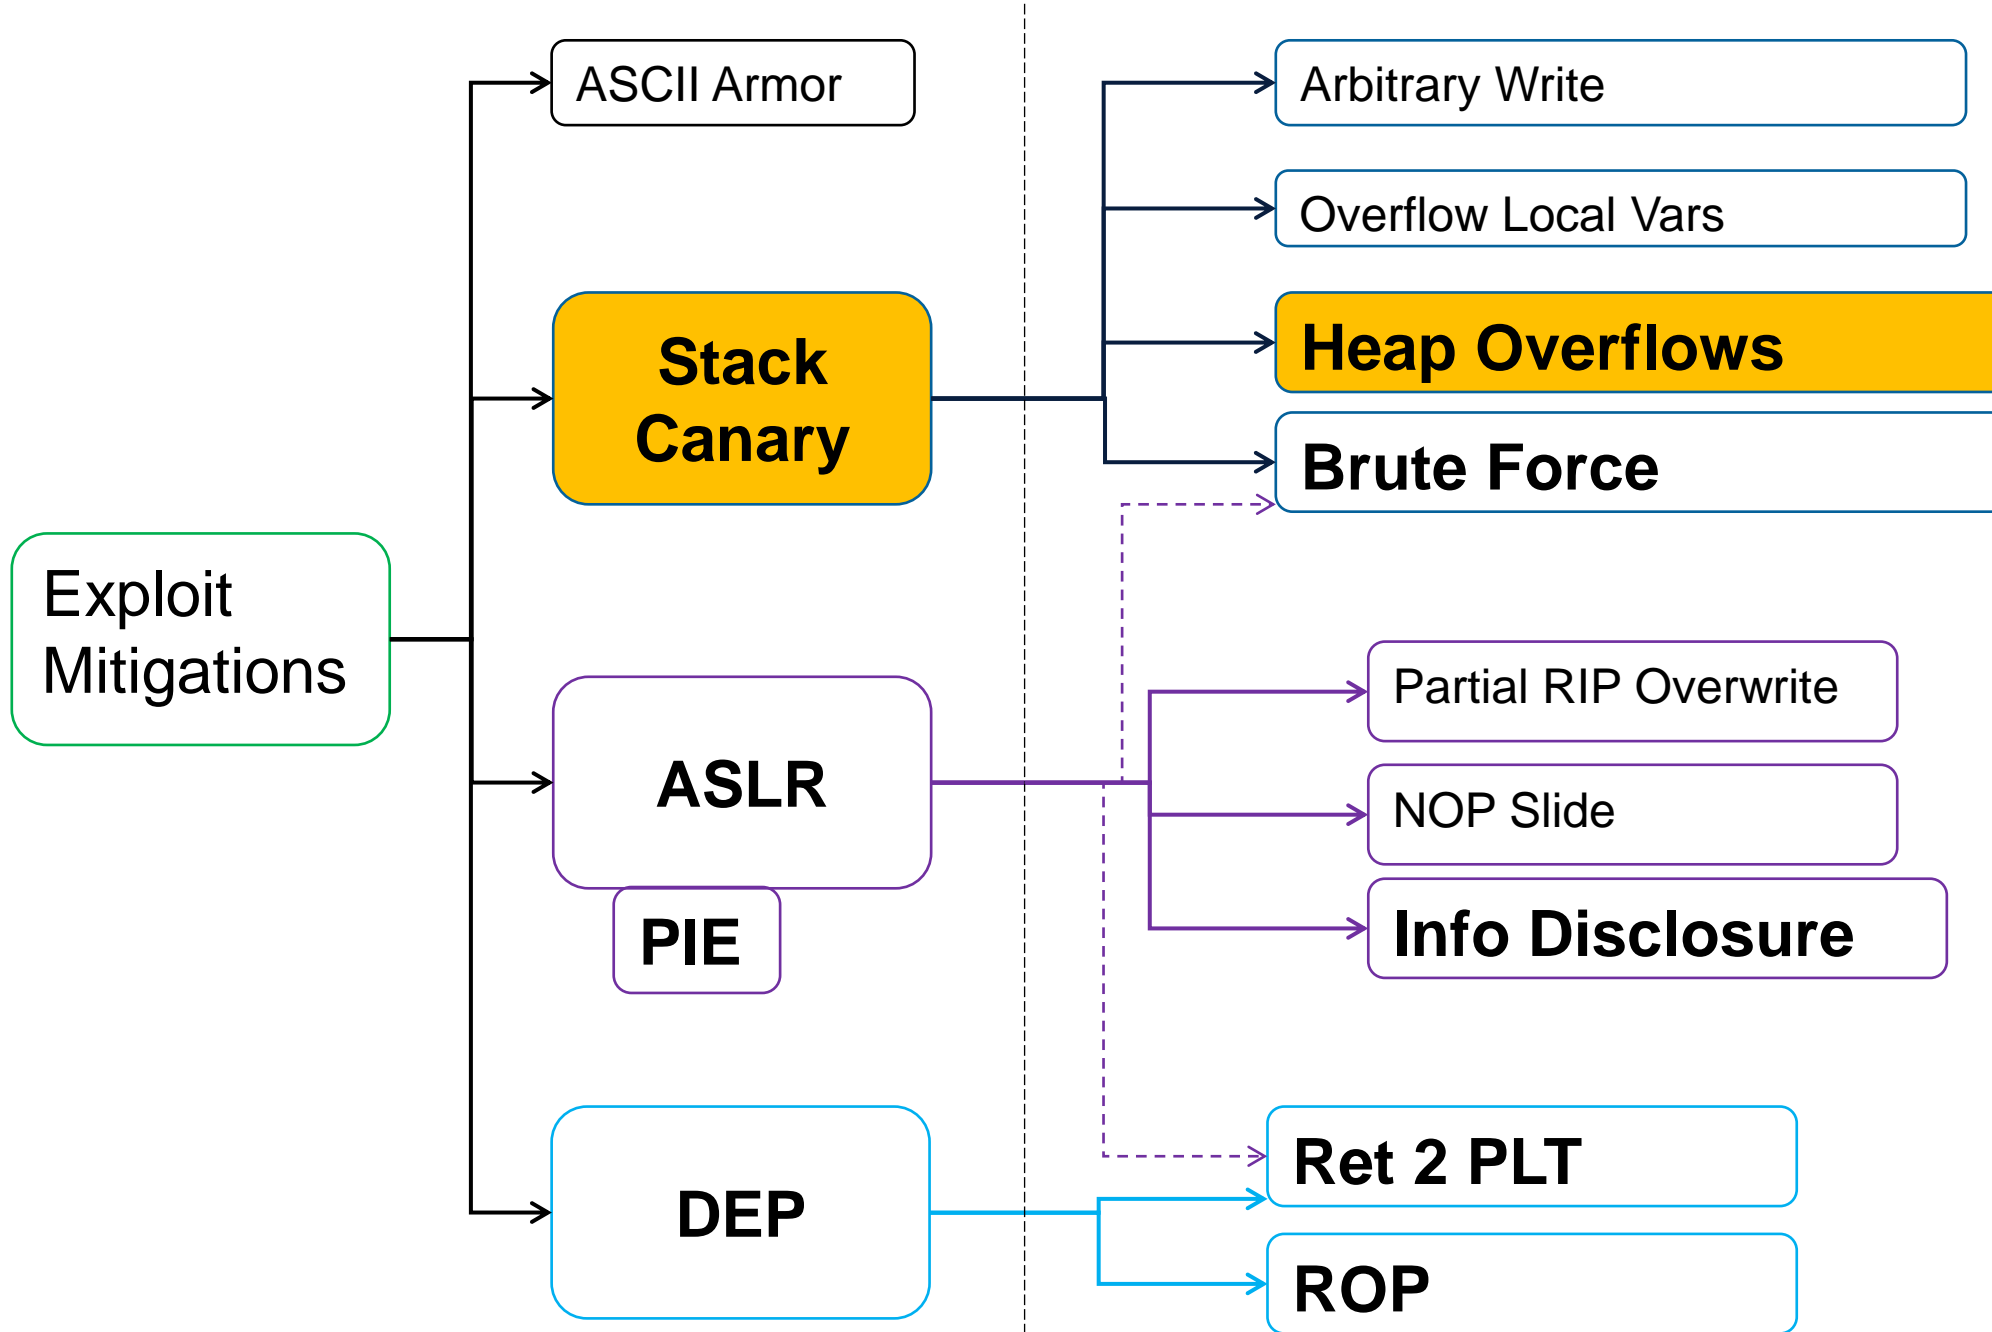 Exploit
Mitigations
ASCII Armor
Stack
Canary
ASLR
PIE
DEP
Arbitrary Write
Overflow Local Vars
Heap Overflows
Brute Force
Partial RIP Overwrite
NOP Slide
Info Disclosure
Ret 2 PLT
ROP